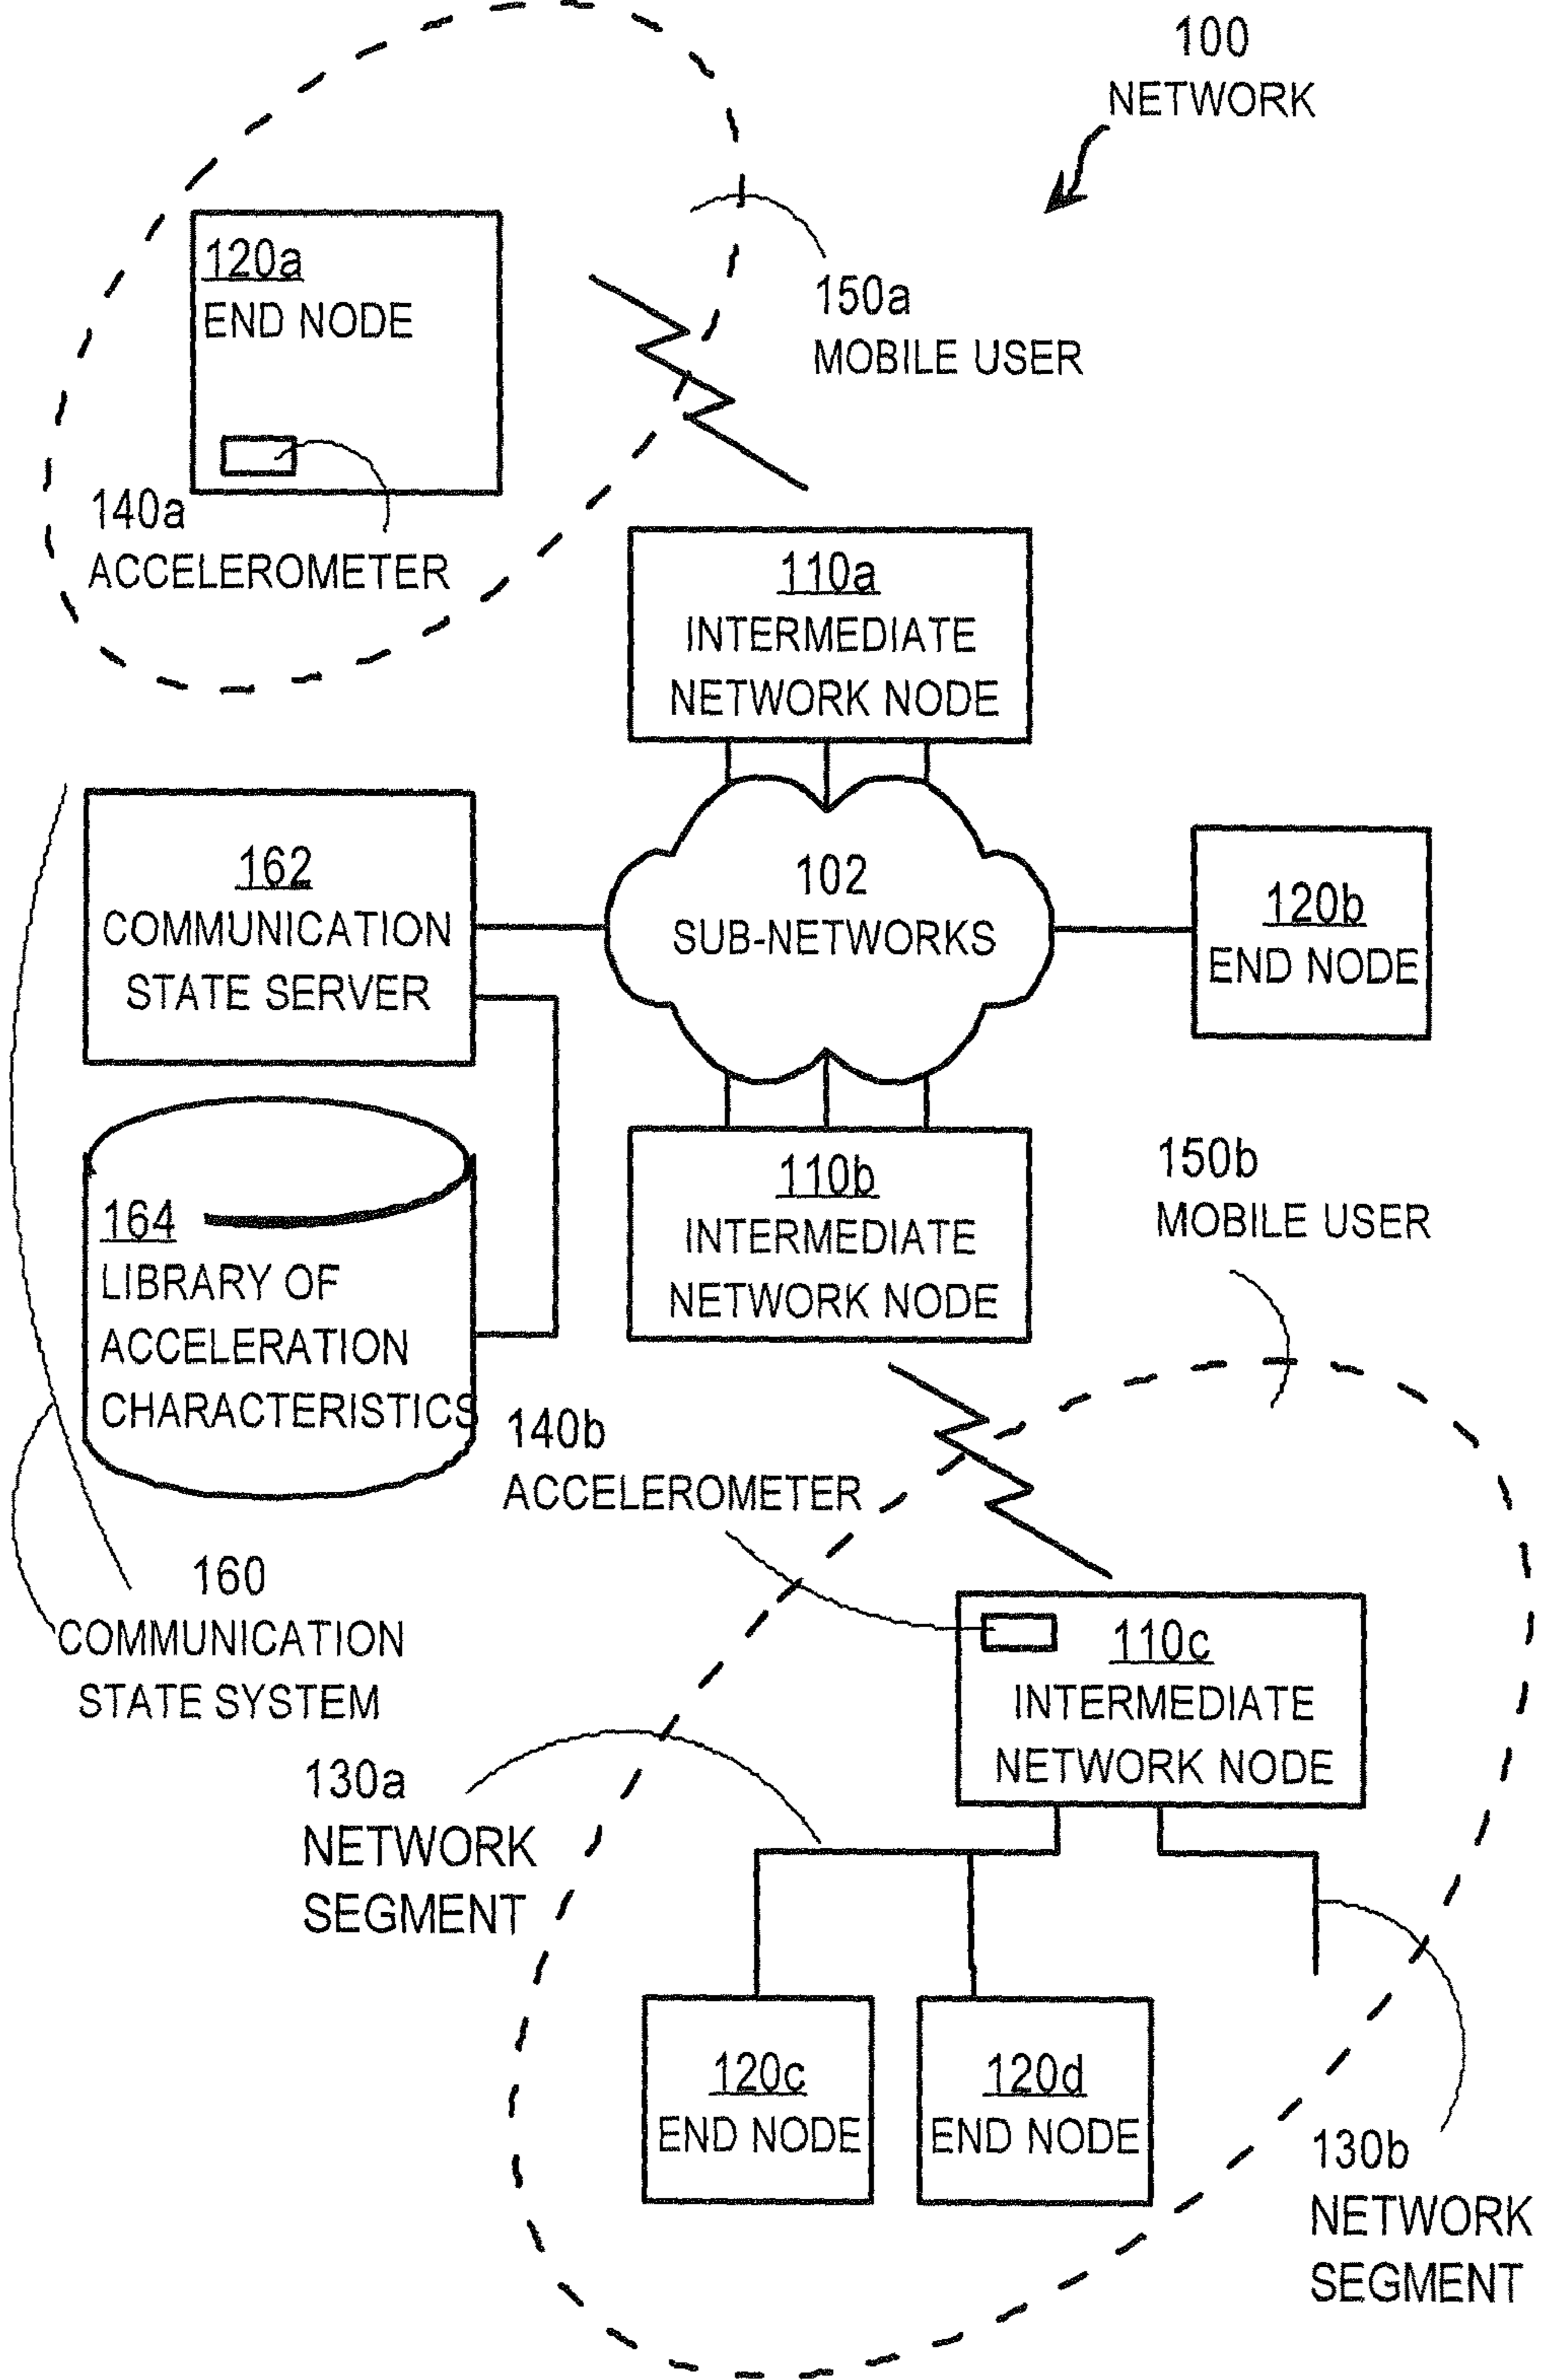 100
NETWORK
120a
END NODE
150a
MOBILE USER
140a
ACCELEROMETER
110a
INTERMEDIATE
NETWORK NODE
162
COMMUNICATION
STATE SERVER
102
SUB-NETWORKS
120b
END NODE
110b
INTERMEDIATE
NETWORK NODE
150b
MOBILE USER
164
LIBRARY OF
ACCELERATION
CHARACTERISTICS
140b
ACCELEROMETER
160
COMMUNICATION
STATE SYSTEM
110c
INTERMEDIATE
NETWORK NODE
130a
NETWORK
SEGMENT
120c
END NODE
120d
END NODE
130b
NETWORK
SEGMENT